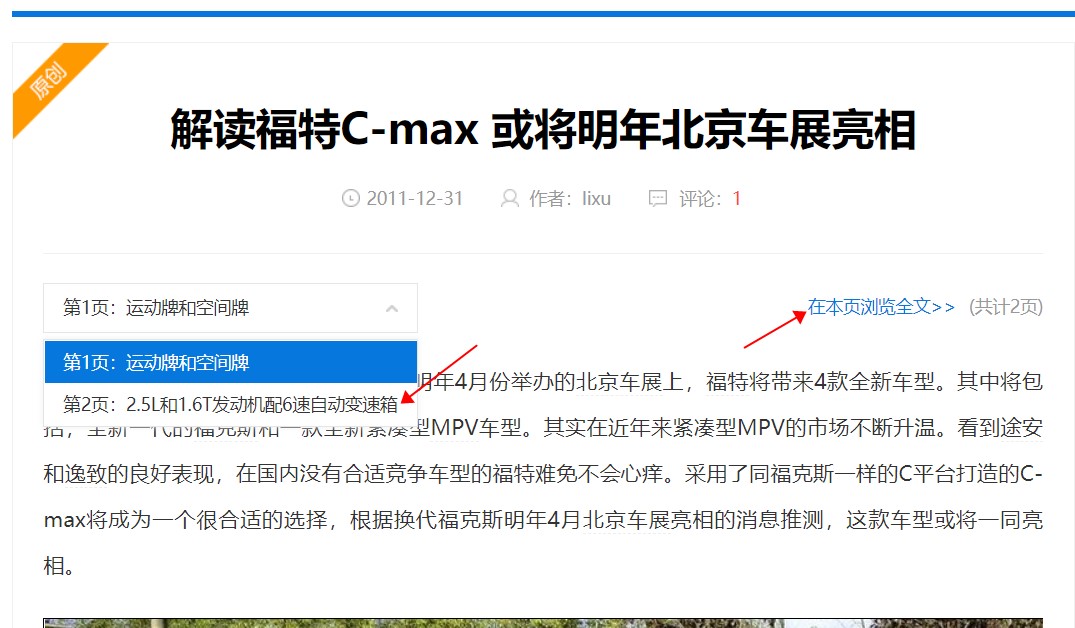 原创
解读福特C-max 或将明年北京车展亮相
2011-12-31 作者：lixu 评论：1
第1页：运动牌和空间牌
在本页浏览全文>> (共计2页)
第1页：运动牌和空间牌
明年4月份举办的北京车展上，福特将带来4款全新车型。其中将包
第2页：2.5L和1.6T发动机配6速自动变速箱
括，全新一代的福克斯和一款全新紧凑型MPV车型。其实在近年来紧凑型MPV的市场不断升温。看到途安
和逸致的良好表现，在国内没有合适竞争车型的福特难免不会心痒。采用了同福克斯一样的C平台打造的C-
max将成为一个很合适的选择，根据换代福克斯明年4月北京车展亮相的消息推测，这款车型或将一同亮
相。